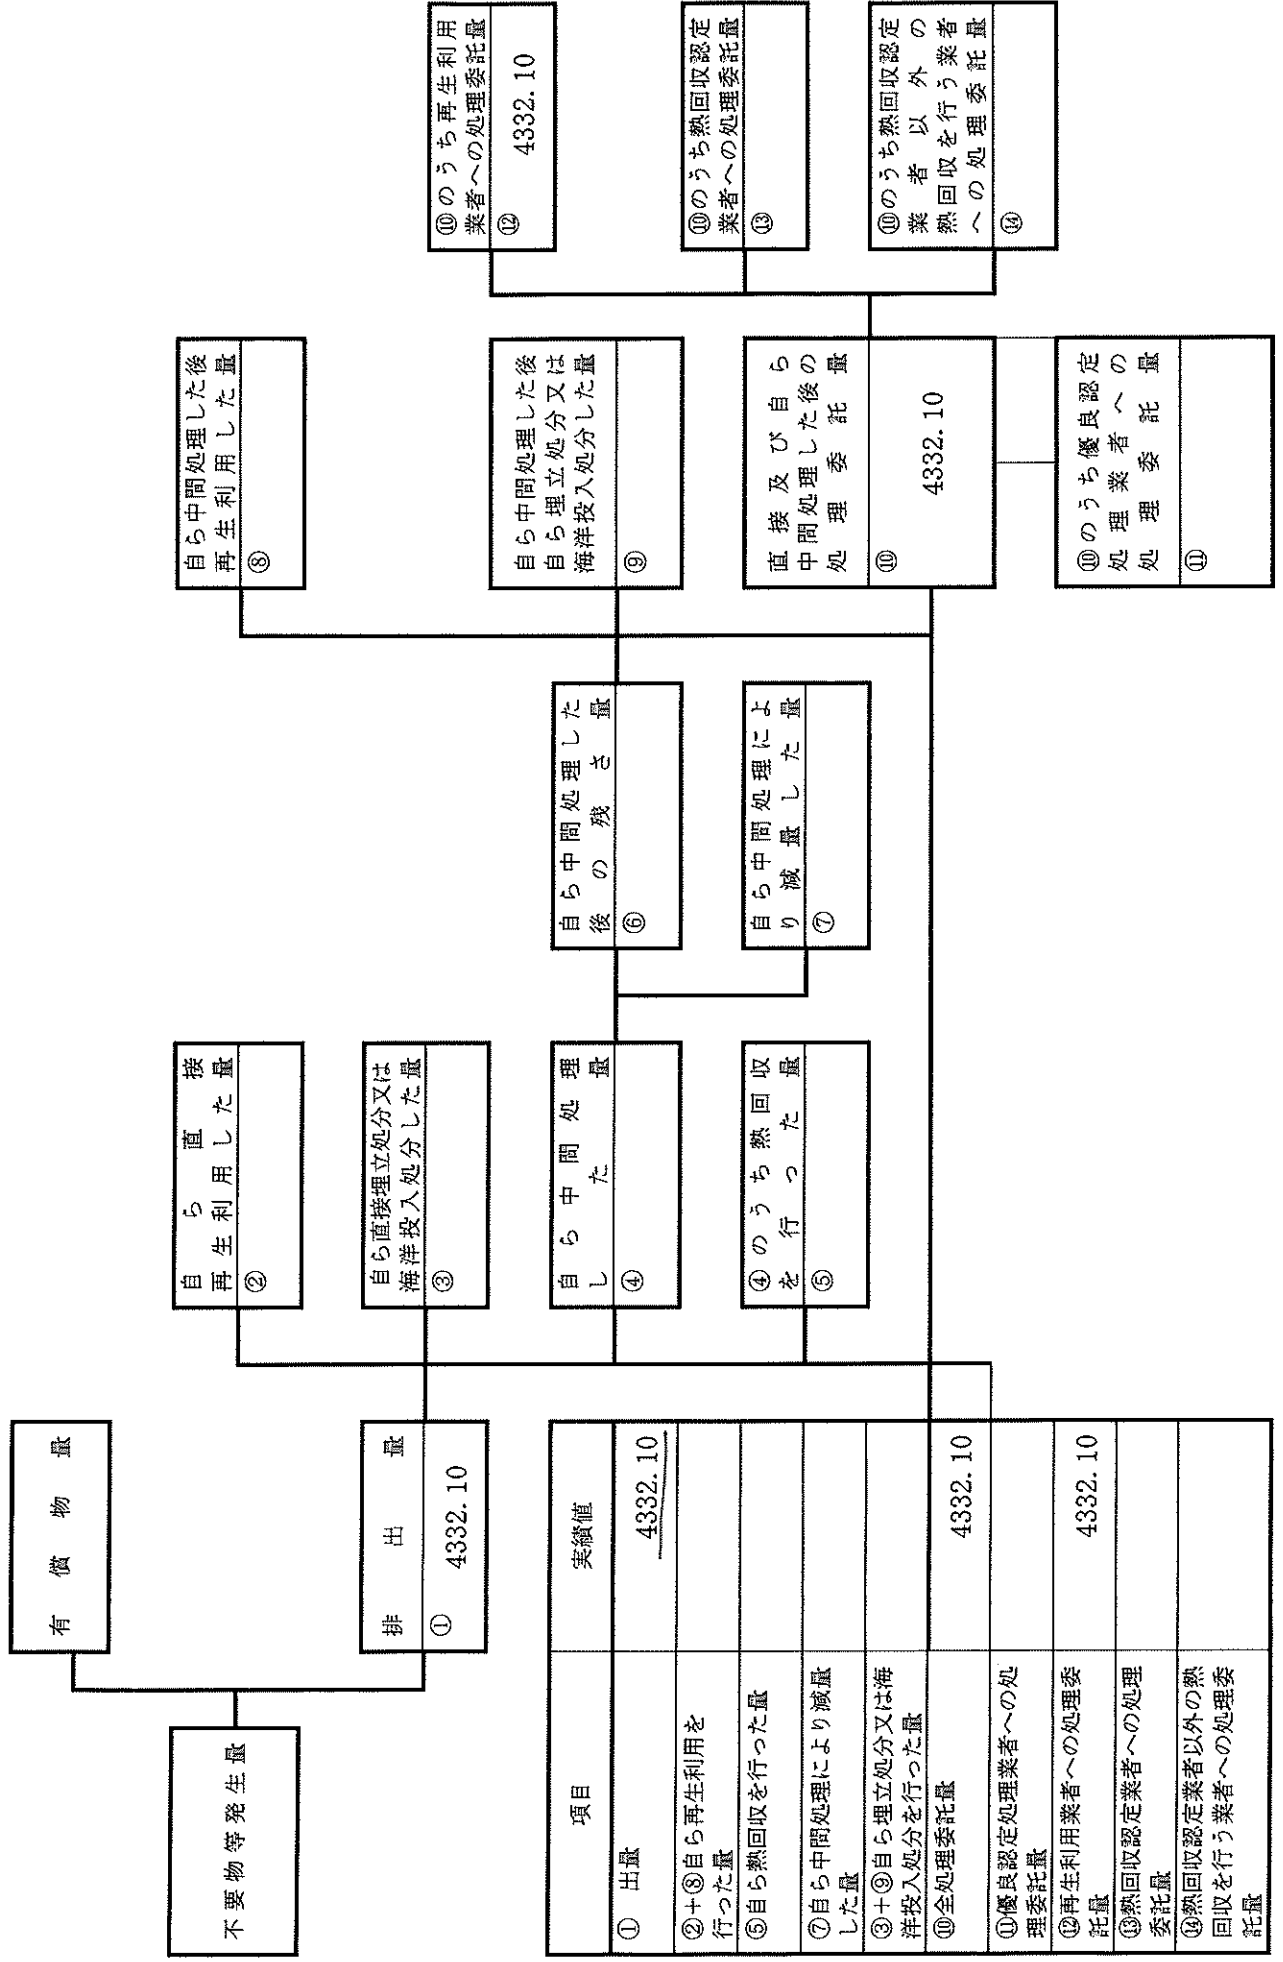 不要物等発生量
有償物量
排出量
① 4332.10
自ら直接
再生利用した量
②
自ら直接埋立処分又は
海洋投入処分した量
③
自ら中間処理
した量
④
④のうち熱回収
を行った量
⑤
自ら中間処理した
後の残さ量
⑥
自ら中間処理によ
り減量した量
⑦
自ら中間処理した後
再生利用した量
⑧
自ら中間処理した後
自ら埋立処分又は
海洋投入処分した量
⑨
直接及び自ら
中間処理した後の
処理委託量
⑩ 4332.10
⑩のうち優良認定
処理業者への
処理委託量
⑪
⑩のうち再生利用
業者への処理委託量
⑫ 4332.10
⑩のうち熱回収認定
業者への処理委託量
⑬
⑩のうち熱回収認定
業者以外の
熱回収を行う業者
への処理委託量
⑭
項目 実績値
① 出量 4332.10
②+⑧自ら再生利用を
行った量
⑤自ら熱回収を行った量
⑦自ら中間処理により減量
した量
③+⑨自ら埋立処分又は海
洋投入処分を行った量
⑩全処理委託量 4332.10
⑪優良認定処理業者への処
理委託量
⑫再生利用業者への処理委
託量 4332.10
⑬熱回収認定業者への処理
委託量
⑭熱回収認定業者以外の熱
回収を行う業者への処理委
託量